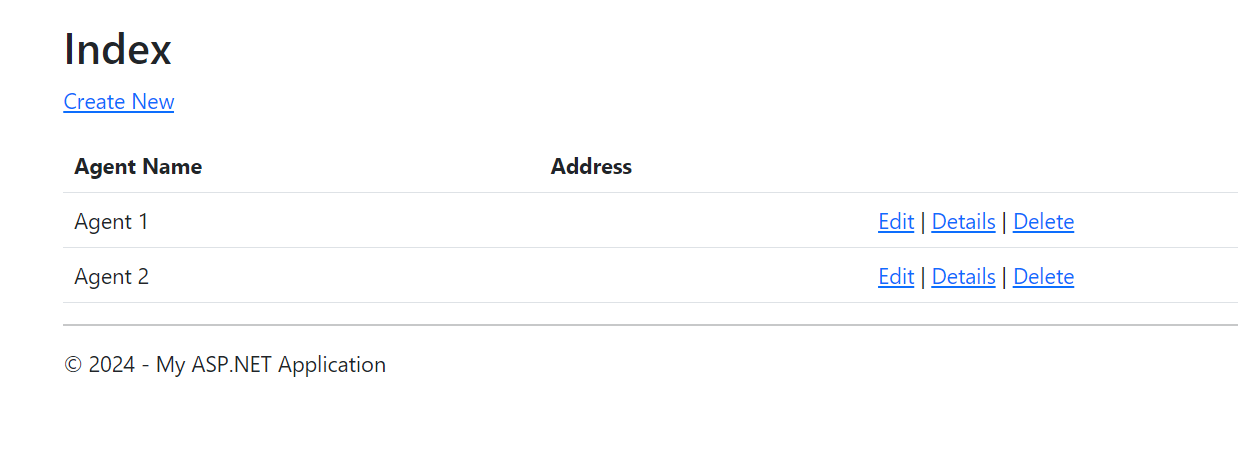 Index
Create New
Agent Name Address
Agent 1 Edit | Details | Delete
Agent 2 Edit | Details | Delete
© 2024 - My ASP.NET Application